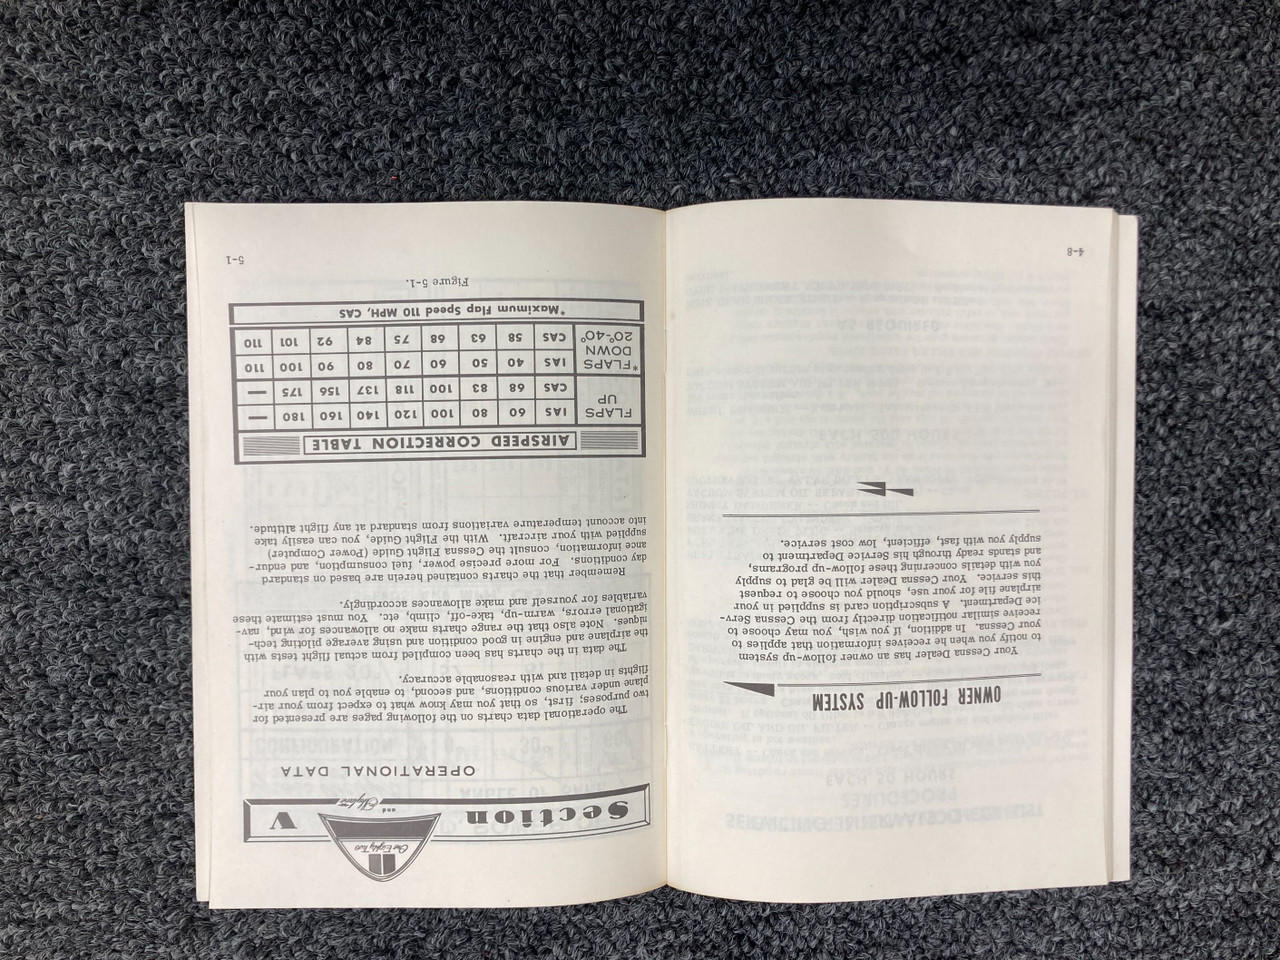 OWNER FOLLOW-UP SYSTEM
Your Cessna Dealer has an owner follow-up system
to notify you when he receives information that applies to
your Cessna. In addition, if you wish, you may choose to
receive similar notification directly from the Cessna Serv-
ice Department. A subscription card is supplied in your
airplane file for your use, should you choose to request
this service. Your Cessna Dealer will be glad to supply
you with details concerning these follow-up programs,
and stands ready through his Service Department to
supply you with fast, efficient, low cost service.
4-8
One Eighty Two
and Skylane
Section V
OPERATIONAL DATA
The operational data charts on the following pages are presented for
two purposes; first, so that you may know what to expect from your air-
plane under various conditions, and second, to enable you to plan your
flights in detail and with reasonable accuracy.
The data in the charts has been compiled from actual flight tests with
the airplane and engine in good condition and using average piloting tech-
niques. Note also that the range charts make no allowances for wind, nav-
igational errors, warm-up, take-off, climb, etc. You must estimate these
variables for yourself and make allowances accordingly.
Remember that the charts contained herein are based on standard
day conditions. For more precise power, fuel consumption, and endur-
ance information, consult the Cessna Flight Guide (Power Computer)
supplied with your aircraft. With the Flight Guide, you can easily take
into account temperature variations from standard at any flight altitude.
AIRSPEED CORRECTION TABLE
FLAPS UP
IAS 60 80 100 120 140 160 180 —
CAS 68 83 100 118 137 156 175 —
*FLAPS DOWN 20°-40°
IAS 40 50 60 70 80 90 100 110
CAS 58 63 68 75 84 92 101 110
*Maximum Flap Speed 110 MPH, CAS
Figure 5-1.
5-1